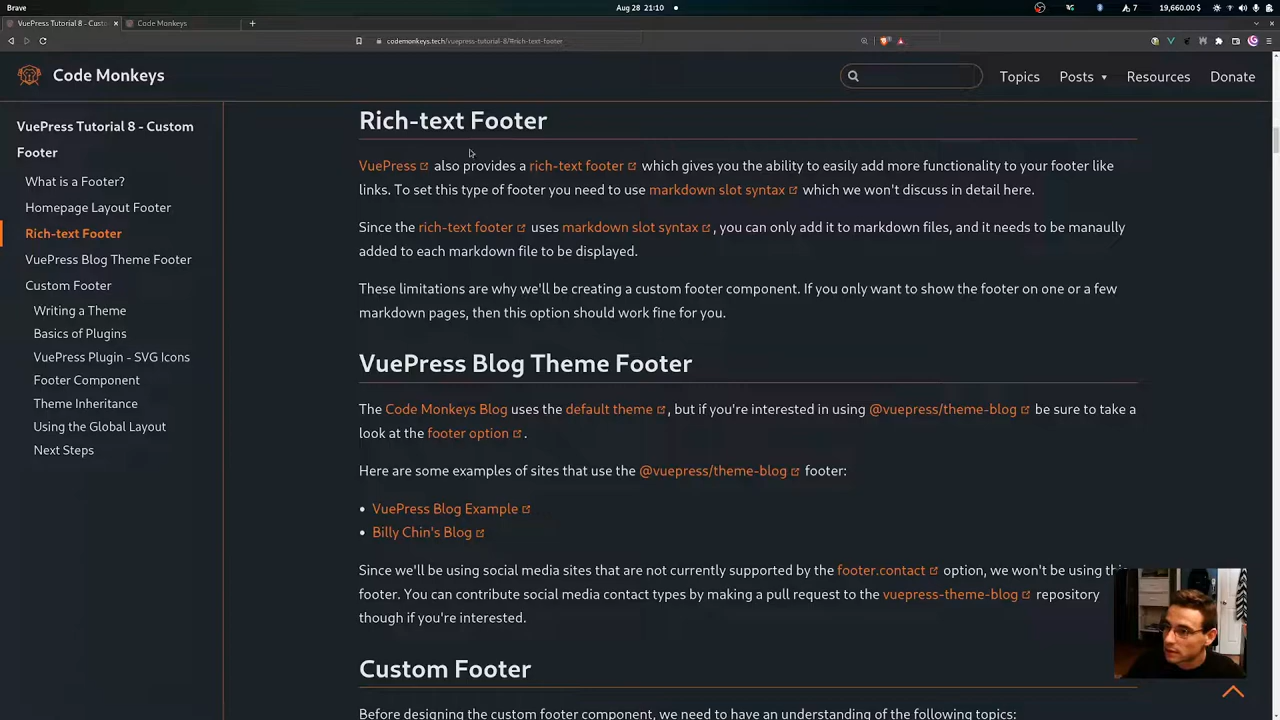 Brave
Aug 28 21:10
7
19,660.00 $
VuePress Tutorial 8 - Custo
Code Monkeys
codemonkeys.tech/vuepress-tutorial-8/#rich-text-footer
Code Monkeys
Topics
Posts
Resources
Donate
VuePress Tutorial 8 - Custom
Footer
What is a Footer?
Homepage Layout Footer
Rich-text Footer
VuePress Blog Theme Footer
Custom Footer
Writing a Theme
Basics of Plugins
VuePress Plugin - SVG Icons
Footer Component
Theme Inheritance
Using the Global Layout
Next Steps
Rich-text Footer
VuePress also provides a rich-text footer which gives you the ability to easily add more functionality to your footer like
links. To set this type of footer you need to use markdown slot syntax which we won't discuss in detail here.
Since the rich-text footer uses markdown slot syntax , you can only add it to markdown files, and it needs to be manaully
added to each markdown file to be displayed.
These limitations are why we'll be creating a custom footer component. If you only want to show the footer on one or a few
markdown pages, then this option should work fine for you.
VuePress Blog Theme Footer
The Code Monkeys Blog uses the default theme , but if you're interested in using @vuepress/theme-blog be sure to take a
look at the footer option .
Here are some examples of sites that use the @vuepress/theme-blog footer:
• VuePress Blog Example
• Billy Chin's Blog
Since we'll be using social media sites that are not currently supported by the footer.contact option, we won't be using this
footer. You can contribute social media contact types by making a pull request to the vuepress-theme-blog repository
though if you're interested.
Custom Footer
Before designing the custom footer component, we need to have an understanding of the following topics: